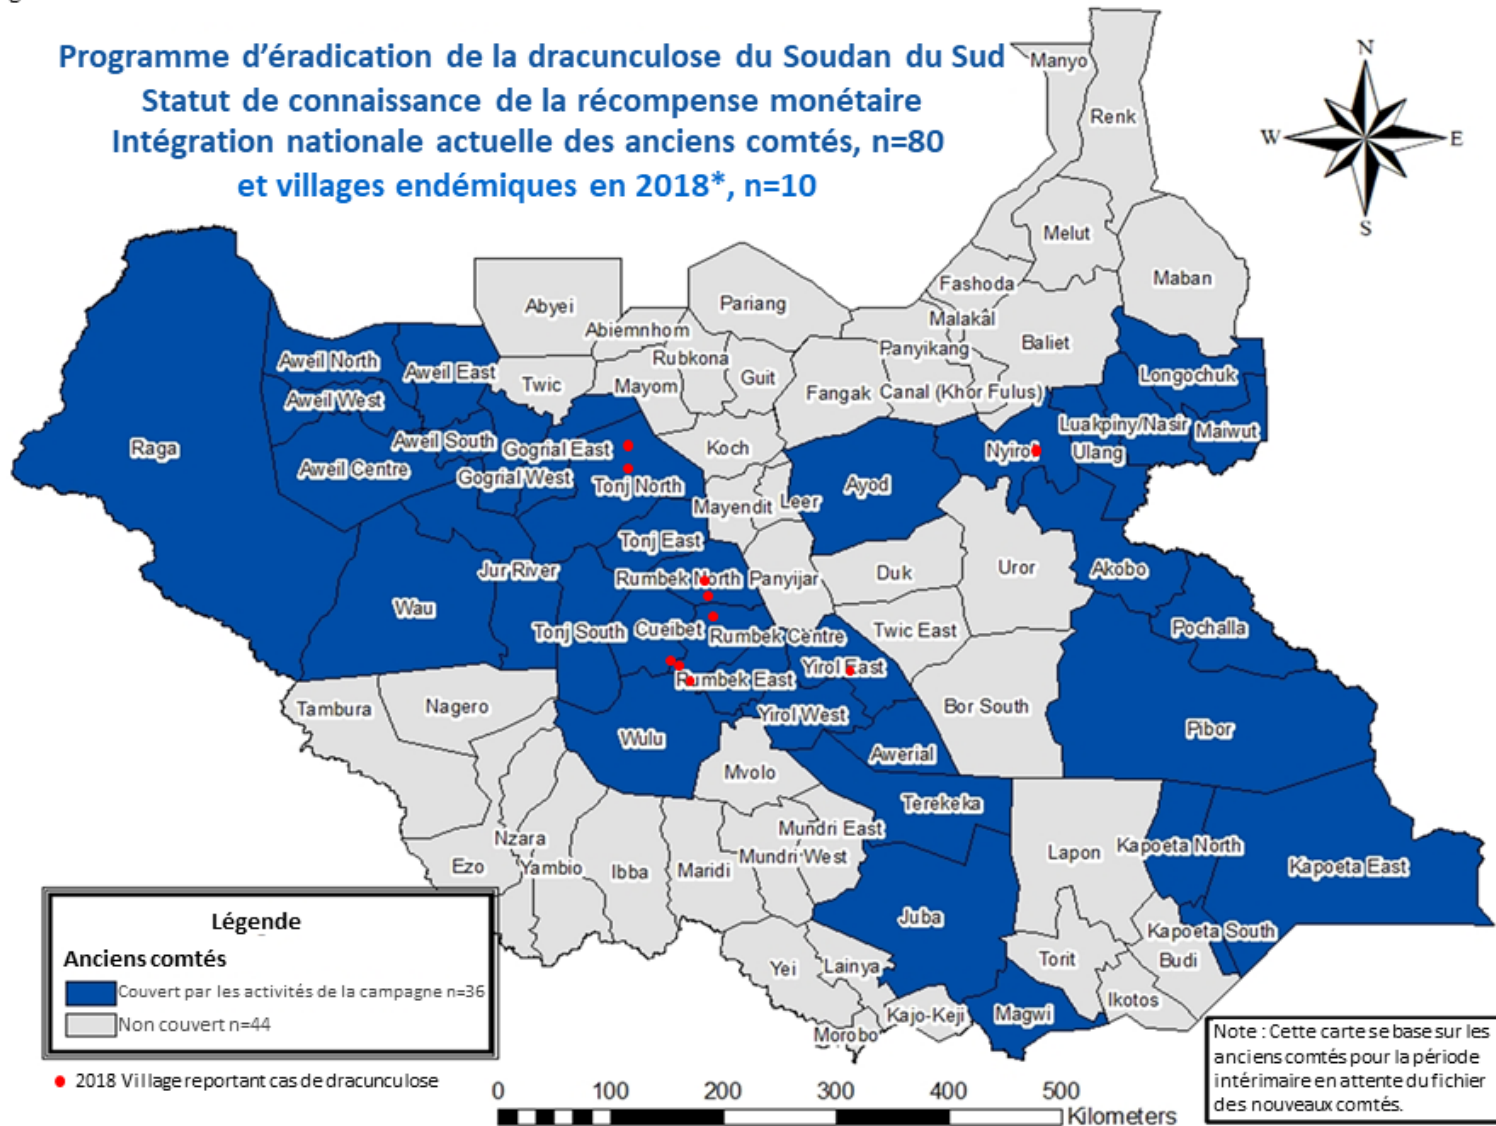 Programme d'éradication de la dracunculose du Soudan du Sud
Statut de connaissance de la récompense monétaire
Intégration nationale actuelle des anciens comtés, n=80
et villages endémiques en 2018*, n=10
N
W
E
S
Manyo
Renk
Melut
Maban
Fashoda
Malakâl
Baliet
Panyikang
Canal (Khor Fulus)
Fangak
Abyei
Abiemnhom
Pariang
Rubkona
Guit
Mayom
Twic
Koch
Mayendit
Leer
Panyijar
Aweil North
Aweil East
Aweil West
Aweil South
Aweil Centre
Raga
Gogrial East
Gogrial West
Tonj North
Tonj East
Tonj South
Jur River
Wau
Rumbek North
Cueibet
Rumbek Centre
Rumbek East
Yirol East
Yirol West
Wulu
Awerial
Longochuk
Luakpiny/Nasir
Maiwut
Ulang
Nyirol
Ayod
Duk
Uror
Akobo
Pochalla
Twic East
Bor South
Pibor
Tambura
Nagero
Mvolo
Terekeka
Mundri East
Mundri West
Nzara
Ezo
Yambio
Ibba
Maridi
Lapon
Kapoeta North
Kapoeta East
Kapoeta South
Juba
Torit
Budi
Ikotos
Yei
Lainya
Kajo-Keji
Morobo
Magwi
Légende
Anciens comtés
Couvert par les activités de la campagne n=36
Non couvert n=44
2018 Village reportant cas de dracunculose
0 100 200 300 400 500
Kilometers
Note : Cette carte se base sur les
anciens comtés pour la période
intérimaire en attente du fichier
des nouveaux comtés.